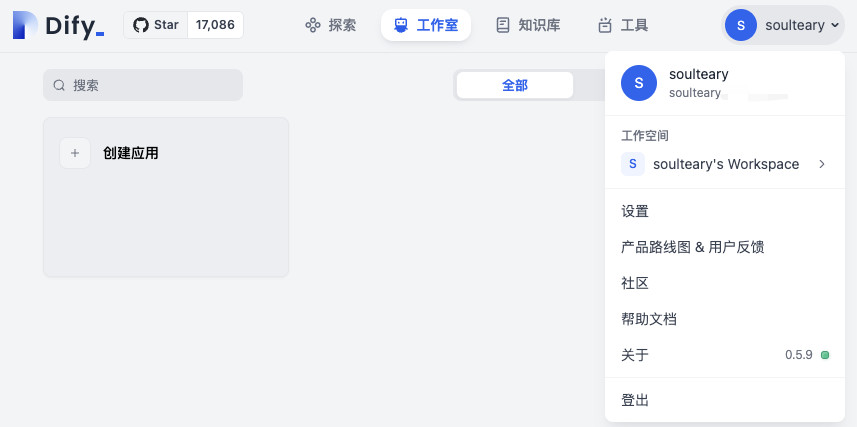 Dify_
Star 17,086
探索
工作室
知识库
工具
S soulteary
搜索
全部
创建应用
S
soulteary
soulteary
工作空间
S soulteary's Workspace
设置
产品路线图 & 用户反馈
社区
帮助文档
关于 0.5.9
登出